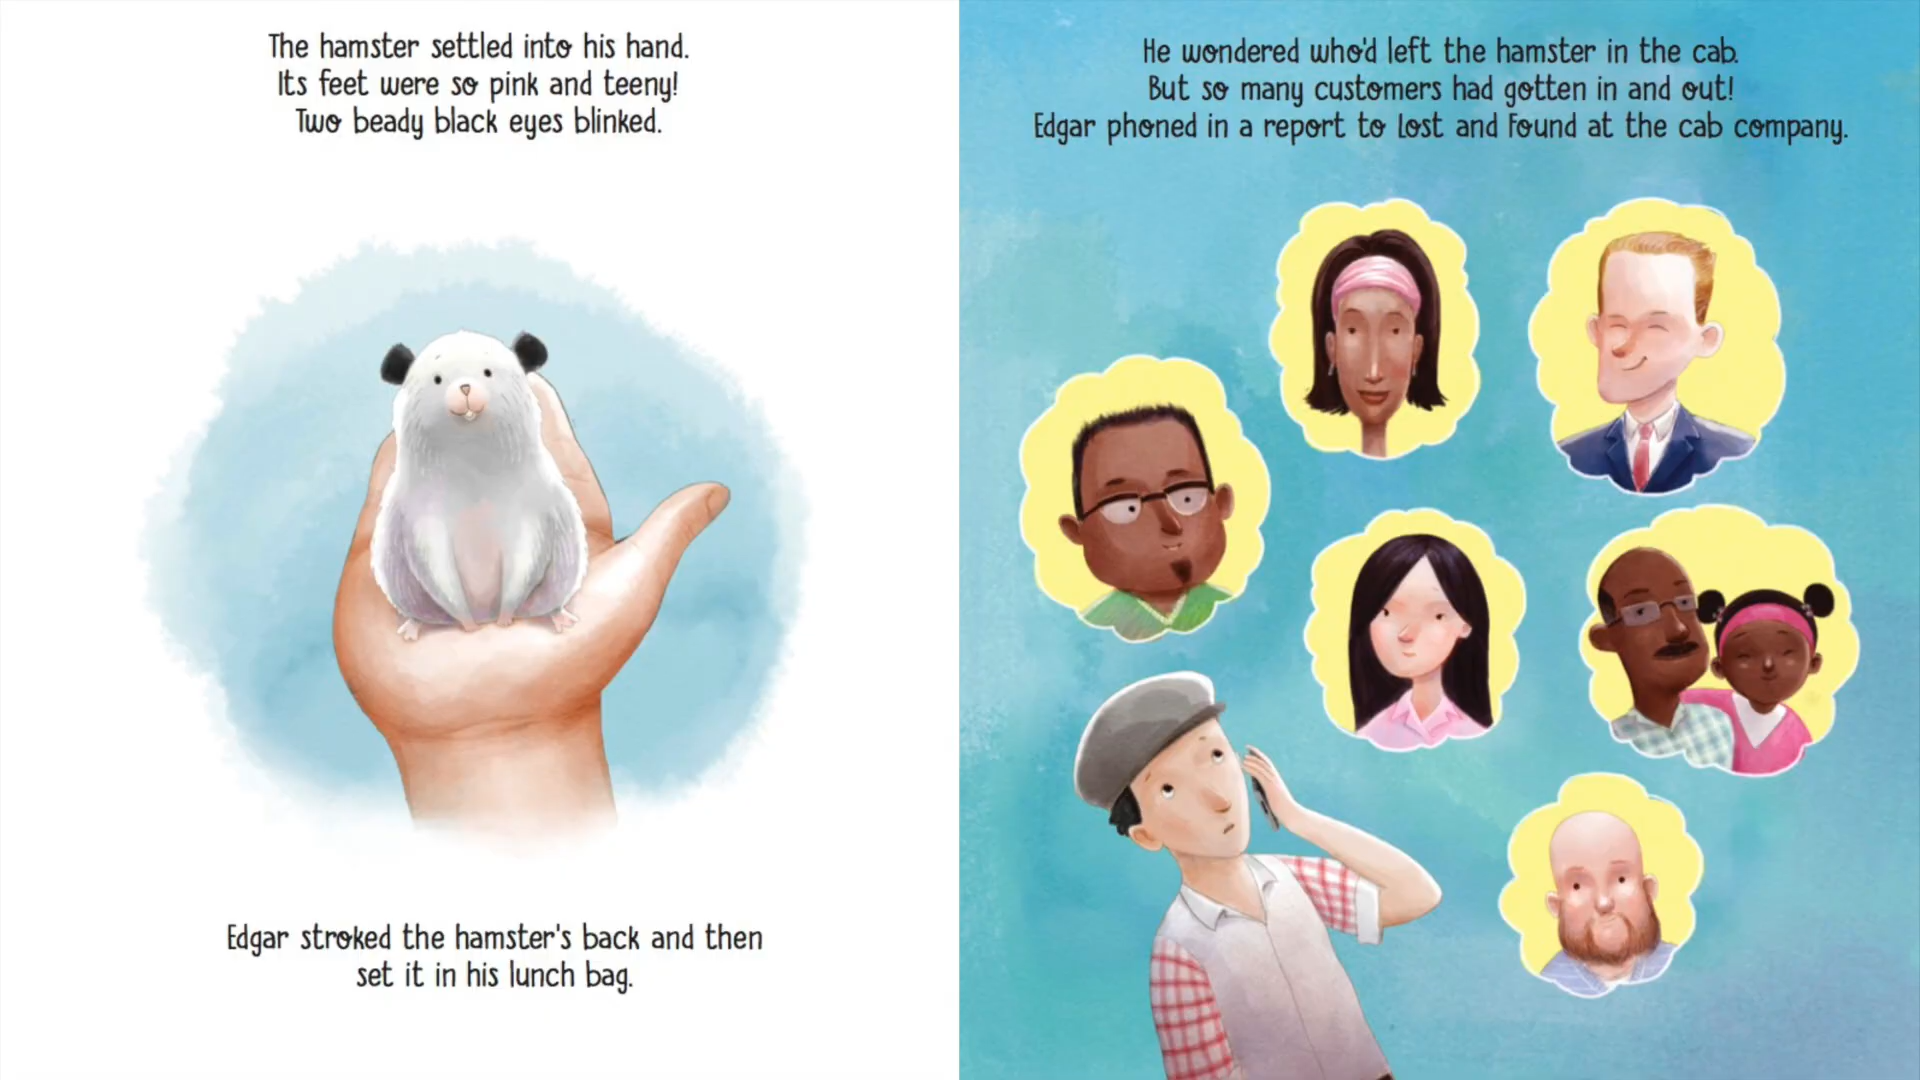 The hamster settled into his hand.
Its feet were so pink and teeny!
Two beady black eyes blinked.
Edgar stroked the hamster's back and then
set it in his lunch bag.
He wondered who'd left the hamster in the cab.
But so many customers had gotten in and out!
Edgar phoned in a report to Lost and Found at the cab company.